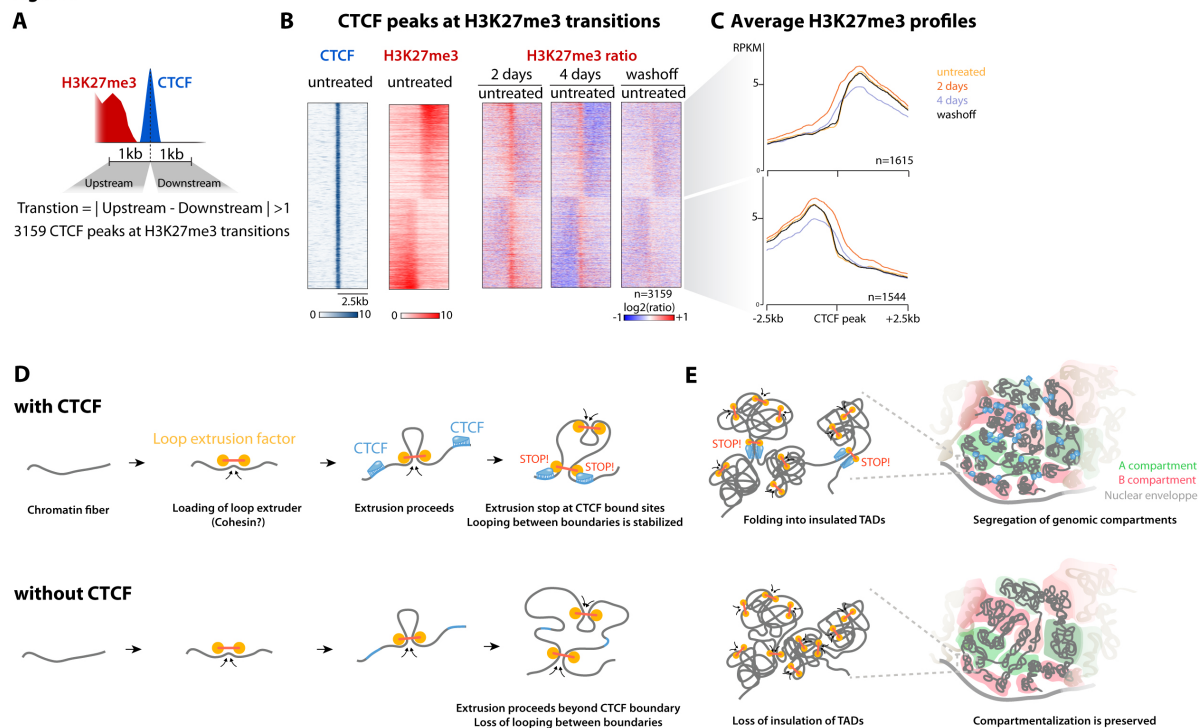 A
H3K27me3
CTCF
1kb
1kb
Upstream
Downstream
Transtion = | Upstream - Downstream | >1
3159 CTCF peaks at H3K27me3 transitions
B
CTCF peaks at H3K27me3 transitions
CTCF
untreated
H3K27me3
untreated
H3K27me3 ratio
2 days
untreated
4 days
untreated
washoff
untreated
2.5kb
0
10
0
10
n=3159
log2(ratio)
-1
+1
C
Average H3K27me3 profiles
RPKM
5
0
n=1615
untreated
2 days
4 days
washoff
5
0
n=1544
-2.5kb
CTCF peak
+2.5kb
D
with CTCF
Loop extrusion factor
CTCF
CTCF
STOP!
STOP!
Chromatin fiber
Loading of loop extruder
(Cohesin?)
Extrusion proceeds
Extrusion stop at CTCF bound sites
Looping between boundaries is stabilized
without CTCF
Extrusion proceeds beyond CTCF boundary
Loss of looping between boundaries
E
STOP!
STOP!
A compartment
B compartment
Nuclear enveloppe
Folding into insulated TADs
Segregation of genomic compartments
Loss of insulation of TADs
Compartmentalization is preserved